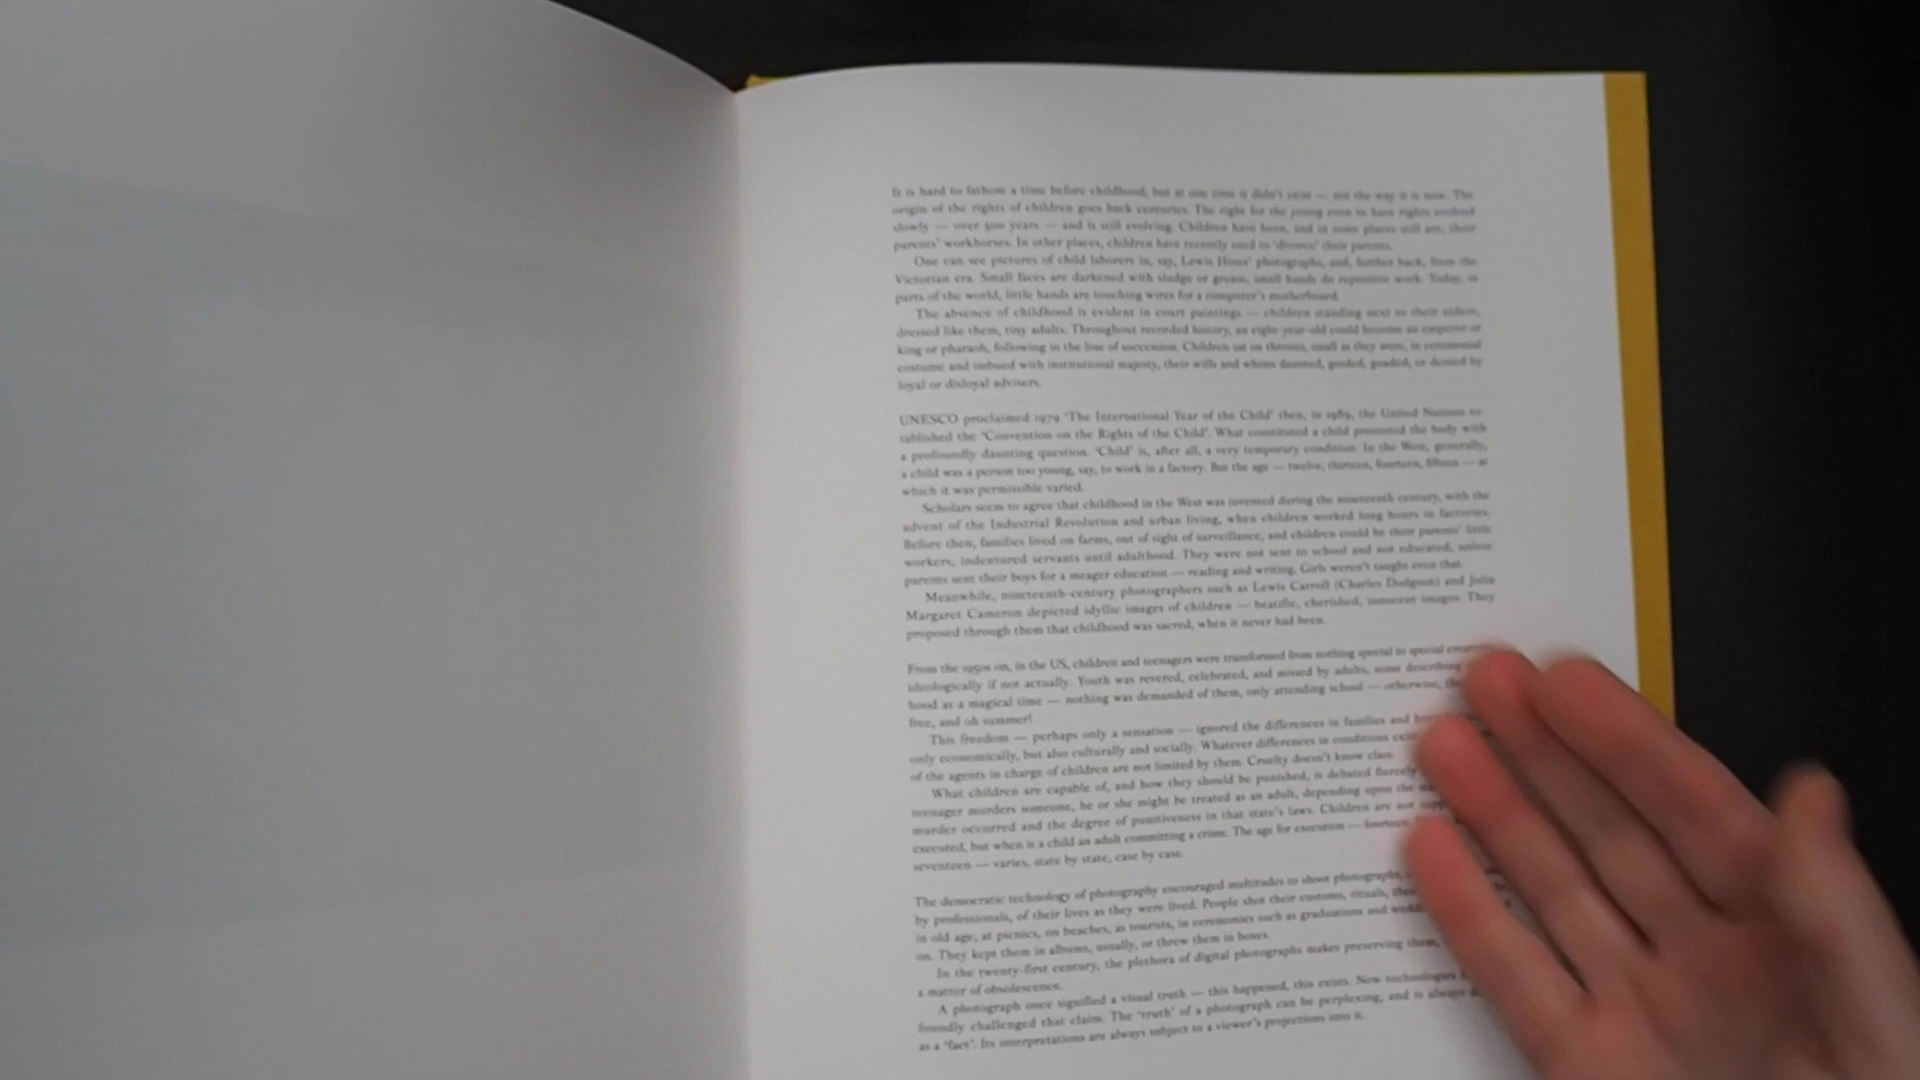 It is hard to fathom a time before childhood, but at one time it didn't exist — not the way it is now. The
origin of the rights of children goes back centuries. The right for the young even to have rights evolved
slowly — over 500 years — and is still evolving. Children have been, and in some places still are, their
parents' workhorses. In other places, children have recently sued to 'divorce' their parents.
One can see pictures of child laborers in, say, Lewis Hines' photographs, and, further back, from the
Victorian era. Small faces are darkened with sludge or grease, small hands do repetitive work. Today, in
parts of the world, little hands are touching wires for a computer's motherboard.
The absence of childhood is evident in court paintings — children standing next to their elders,
dressed like them, tiny adults. Throughout recorded history, an eight-year-old could become an emperor or
king or pharaoh, following in the line of succession. Children sat on thrones, small as they were, in ceremonial
costume and imbued with institutional majesty, their wills and whims daunted, guided, goaded, or denied by
loyal or disloyal advisers.
UNESCO proclaimed 1979 'The International Year of the Child' then, in 1989, the United Nations es-
tablished the 'Convention on the Rights of the Child'. What constituted a child presented the body with
a profoundly daunting question. 'Child' is, after all, a very temporary condition. In the West, generally,
a child was a person too young, say, to work in a factory. But the age — twelve, thirteen, fourteen, fifteen — at
which it was permissible varied.
Scholars seem to agree that childhood in the West was invented during the nineteenth century, with the
advent of the Industrial Revolution and urban living, when children worked long hours in factories.
Before then, families lived on farms, out of sight of surveillance, and children could be their parents' little
workers, indentured servants until adulthood. They were not sent to school and not educated, unless
parents sent their boys for a meager education — reading and writing. Girls weren't taught even that.
Meanwhile, nineteenth-century photographers such as Lewis Carroll (Charles Dodgson) and Julia
Margaret Cameron depicted idyllic images of children — beatific, cherished, innocent images. They
proposed through them that childhood was sacred, when it never had been.
From the 1950s on, in the US, children and teenagers were transformed from nothing special to special
ideologically if not actually. Youth was revered, celebrated, and missed by adults, some describing
hood as a magical time — nothing was demanded of them, only attending school — otherwise,
free, and oh summer!
This freedom — perhaps only a sensation — ignored the differences in families and
only economically, but also culturally and socially. Whatever differences in conditions
of the agents in charge of children are not limited by them. Cruelty doesn't know class.
What children are capable of, and how they should be punished, is debated fiercely
teenager murders someone, he or she might be treated as an adult, depending upon the
murder occurred and the degree of punitiveness in that state's laws. Children are not
executed, but when is a child an adult committing a crime. The age for execution — fourteen,
seventeen — varies, state by state, case by case.
The democratic technology of photography encouraged multitudes to shoot photographs,
by professionals, of their lives as they were lived. People shot their customs, rituals,
in old age, at picnics, on beaches, as tourists, in ceremonies such as graduations and
on. They kept them in albums, usually, or threw them in boxes.
In the twenty-first century, the plethora of digital photographs makes preserving them,
a matter of obsolescence.
A photograph once signified a visual truth — this happened, this exists. New technologies
foundly challenged that claim. The 'truth' of a photograph can be perplexing, and is always
as a "fact". Its interpretations are always subject to a viewer's projections into it.